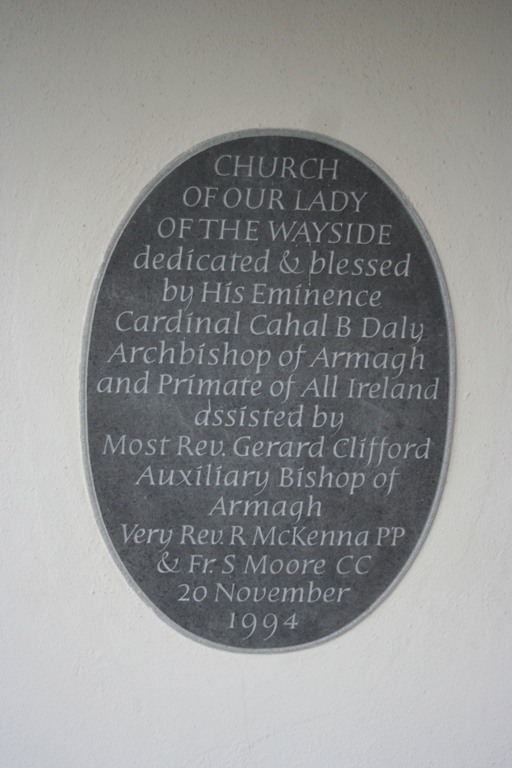 CHURCH
OF OUR LADY
OF THE WAYSIDE
dedicated & blessed
by His Eminence
Cardinal Cahal B Daly
Archbishop of Armagh
and Primate of All Ireland
assisted by
Most Rev. Gerard Clifford
Auxiliary Bishop of
Armagh
Very Rev. R McKenna PP
& Fr. S Moore CC
20 November
1994